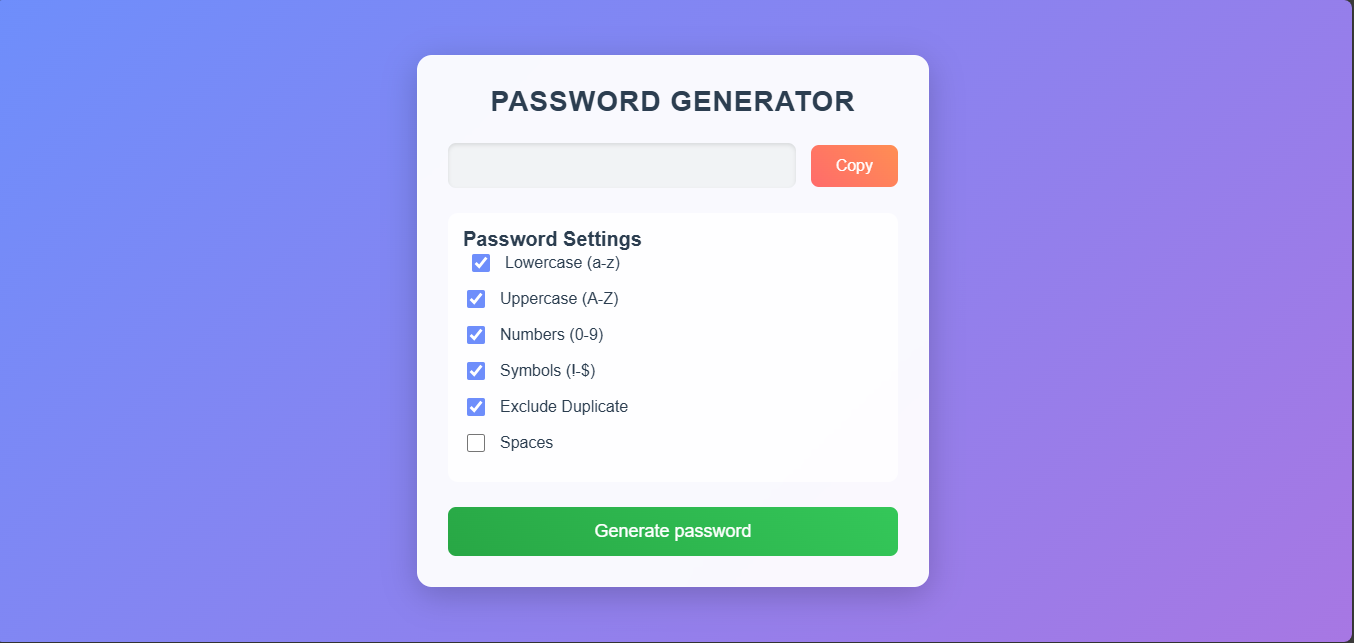 PASSWORD GENERATOR
Copy
Password Settings
Lowercase (a-z)
Uppercase (A-Z)
Numbers (0-9)
Symbols (!-$)
Exclude Duplicate
Spaces
Generate password